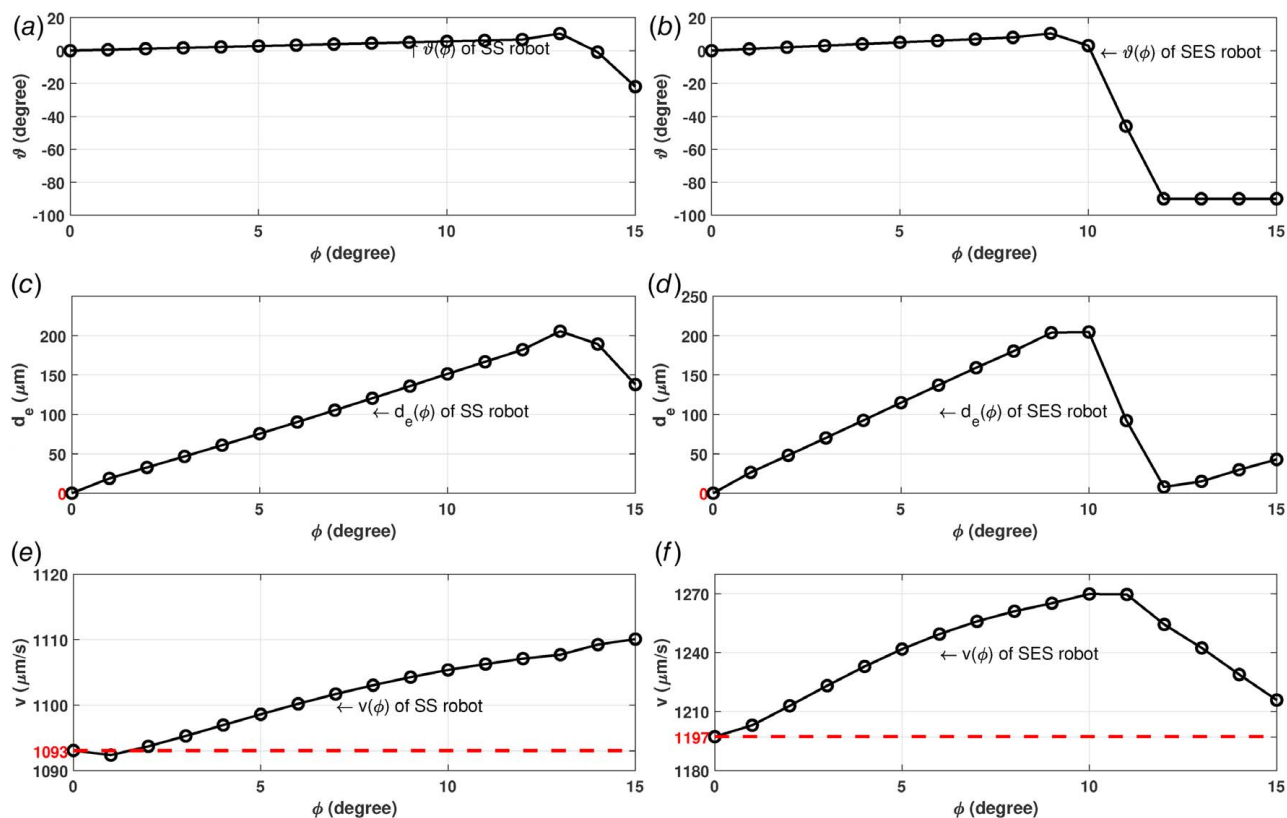 (a)
20
0
-20
-40
-60
-80
-100
ϑ (degree)
↑ ϑ(ϕ) of SS robot
0 5 10 15
ϕ (degree)
(b)
20
0
-20
-40
-60
-80
-100
ϑ (degree)
← ϑ(ϕ) of SES robot
0 5 10 15
ϕ (degree)
(c)
250
200
150
100
50
0
d_e (μm)
← d_e(ϕ) of SS robot
0 5 10 15
ϕ (degree)
(d)
250
200
150
100
50
0
d_e (μm)
← d_e(ϕ) of SES robot
0 5 10 15
ϕ (degree)
(e)
1120
1110
1100
1093
1090
v (μm/s)
← v(ϕ) of SS robot
0 5 10 15
ϕ (degree)
(f)
1270
1240
1210
1197
1180
v (μm/s)
← v(ϕ) of SES robot
0 5 10 15
ϕ (degree)